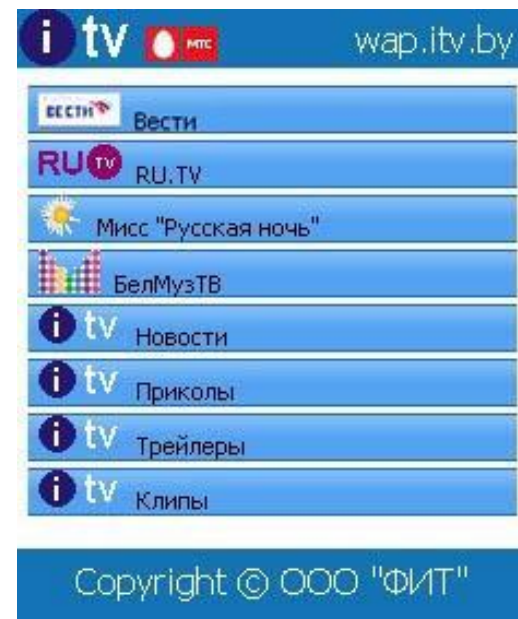 i tv МТС wap.itv.by
ВЕСТИ Вести
RU TV RU.TV
Мисс "Русская ночь"
БелМузТВ
i tv Новости
i tv Приколы
i tv Трейлеры
i tv Клипы
Copyright © ООО "ФИТ"